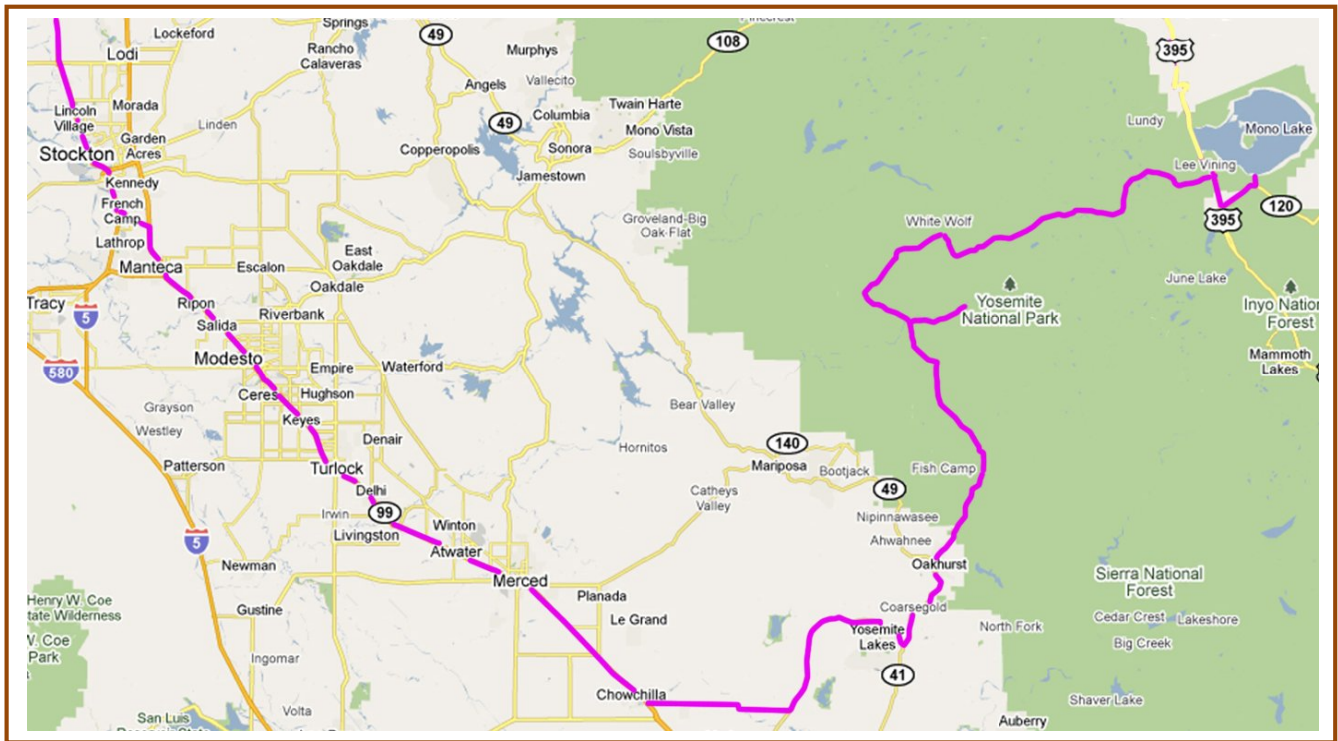 Springs
Pinecrest
Lockeford
49
108
Rancho
Calaveras
Murphys
395
Lodi
Vallecito
Angels
Lincoln
Village
Morada
Twain Harte
Linden
49
Columbia
Mono Vista
Lundy
Mono Lake
Garden
Acres
Stockton
Copperopolis
Sonora
Soulsbyville
Lee Vining
Kennedy
Jamestown
French
Camp
120
Groveland-Big
Oak-Flat
White Wolf
395
Lathrop
East
Oakdale
Manteca
Escalon
June Lake
Oakdale
Tracy
Ripon
Yosemite
National Park
Inyo Nation
Forest
5
Riverbank
Salida
Modesto
Mammoth
Lakes
580
Empire
Waterford
Ceres
Hughson
Grayson
Bear Valley
Keyes
Westley
Denair
140
Hornitos
Patterson
Turlock
Mariposa
Bootjack
Fish Camp
Delhi
Catheys
Valley
49
99
Irwin
Nipinnawasee
Livingston
Winton
5
Ahwahnee
Atwater
Newman
Oakhurst
Merced
Sierra National
Forest
Henry W. Coe
tate Wilderness
Planada
Gustine
Coarsegold
Le Grand
North Fork
Cedar Crest
Lakeshore
W. Coe
Park
Yosemite
Lakes
Big Creek
Ingomar
41
Chowchilla
Shaver Lake
Volta
San Luis
Auberry